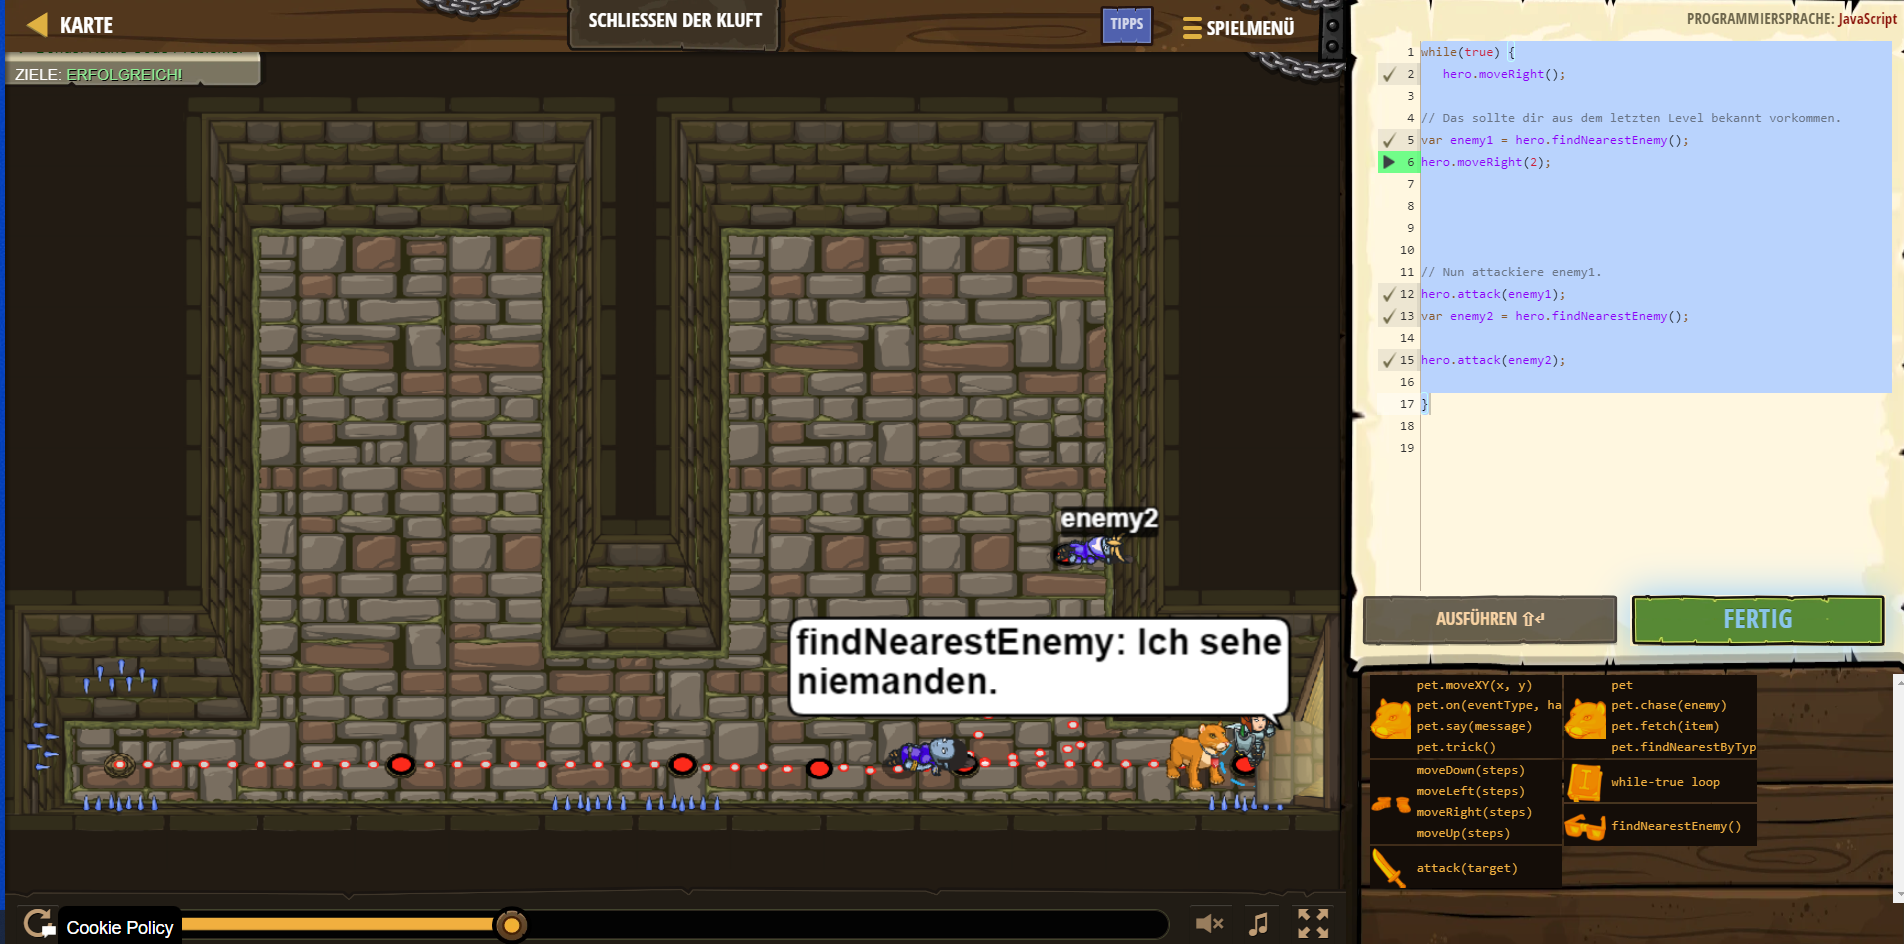 KARTE
SCHLIESSEN DER KLUFT
TIPPS
SPIELMENÜ
PROGRAMMIERSPRACHE: JavaScript
ZIELE: ERFOLGREICH!
1 while(true) {
2 hero.moveRight();
3
4 // Das sollte dir aus dem letzten Level bekannt vorkommen.
5 var enemy1 = hero.findNearestEnemy();
6 hero.moveRight(2);
7
8
9
10
11 // Nun attackiere enemy1.
12 hero.attack(enemy1);
13 var enemy2 = hero.findNearestEnemy();
14
15 hero.attack(enemy2);
16
17 }
18
19
enemy2
findNearestEnemy: Ich sehe
niemanden.
AUSFÜHREN ⇧↵
FERTIG
pet.moveXY(x, y)
pet.on(eventType, ha
pet.say(message)
pet.trick()
pet
pet.chase(enemy)
pet.fetch(item)
pet.findNearestByTyp
moveDown(steps)
moveLeft(steps)
moveRight(steps)
moveUp(steps)
while-true loop
findNearestEnemy()
attack(target)
Cookie Policy